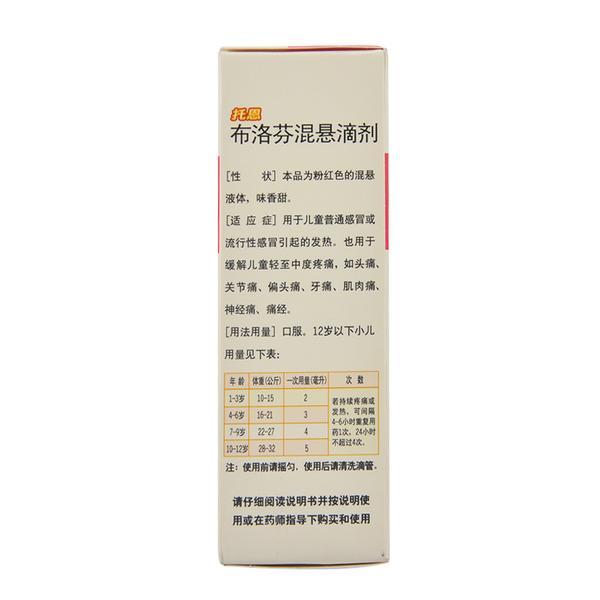 托恩
布洛芬混悬滴剂
[性 状] 本品为粉红色的混悬
液体，味香甜。
[适 应 症] 用于儿童普通感冒或
流行性感冒引起的发热。也用于
缓解儿童轻至中度疼痛，如头痛、
关节痛、偏头痛、牙痛、肌肉痛、
神经痛、痛经。
[用法用量] 口服。12岁以下小儿
用量见下表：
年 龄 体重(公斤) 一次用量(毫升) 次 数
1-3岁 10-15 2
4-6岁 16-21 3
7-9岁 22-27 4
10-12岁 28-32 5
若持续疼痛或
发热，可间隔
4-6小时重复用
药1次，24小时
不超过4次。
注：使用前请摇匀，使用后请清洗滴管。
请仔细阅读说明书并按说明使
用或在药师指导下购买和使用